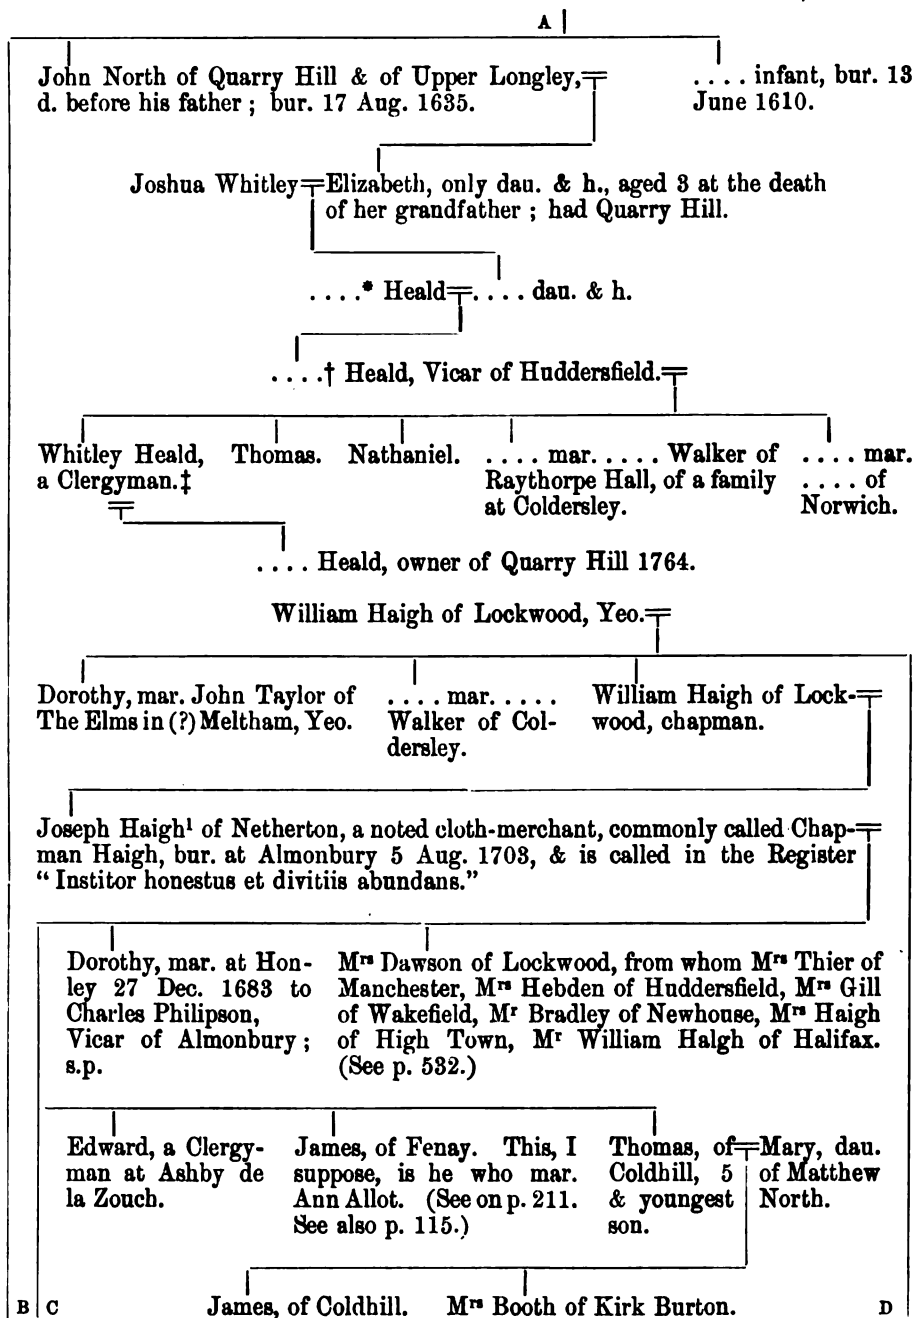 A
John North of Quarry Hill & of Upper Longley,
d. before his father ; bur. 17 Aug. 1635.
. . . . infant, bur. 13
June 1610.
Joshua Whitley
Elizabeth, only dau. & h., aged 3 at the death
of her grandfather ; had Quarry Hill.
. . . .* Heald
. . . . dau. & h.
. . . .† Heald, Vicar of Huddersfield.
Whitley Heald,
a Clergyman.‡
Thomas.
Nathaniel.
. . . . mar. . . . . Walker of
Raythorpe Hall, of a family
at Coldersley.
. . . . mar.
. . . . of
Norwich.
. . . . Heald, owner of Quarry Hill 1764.
William Haigh of Lockwood, Yeo.
Dorothy, mar. John Taylor of
The Elms in (?) Meltham, Yeo.
. . . . mar. . . . .
Walker of Col-
dersley.
William Haigh of Lock-
wood, chapman.
Joseph Haigh¹ of Netherton, a noted cloth-merchant, commonly called Chap-
man Haigh, bur. at Almonbury 5 Aug. 1703, & is called in the Register
“ Institor honestus et divitiis abundans.”
Dorothy, mar. at Hon-
ley 27 Dec. 1683 to
Charles Philipson,
Vicar of Almonbury ;
s.p.
Mrs Dawson of Lockwood, from whom Mrs Thier of
Manchester, Mrs Hebden of Huddersfield, Mrs Gill
of Wakefield, Mr Bradley of Newhouse, Mrs Haigh
of High Town, Mr William Halgh of Halifax.
(See p. 532.)
Edward, a Clergy-
man at Ashby de
la Zouch.
James, of Fenay. This, I
suppose, is he who mar.
Ann Allot. (See on p. 211.
See also p. 115.)
Thomas, of
Coldhill, 5
& youngest
son.
Mary, dau.
of Matthew
North.
B C James, of Coldhill. Mrs Booth of Kirk Burton. D